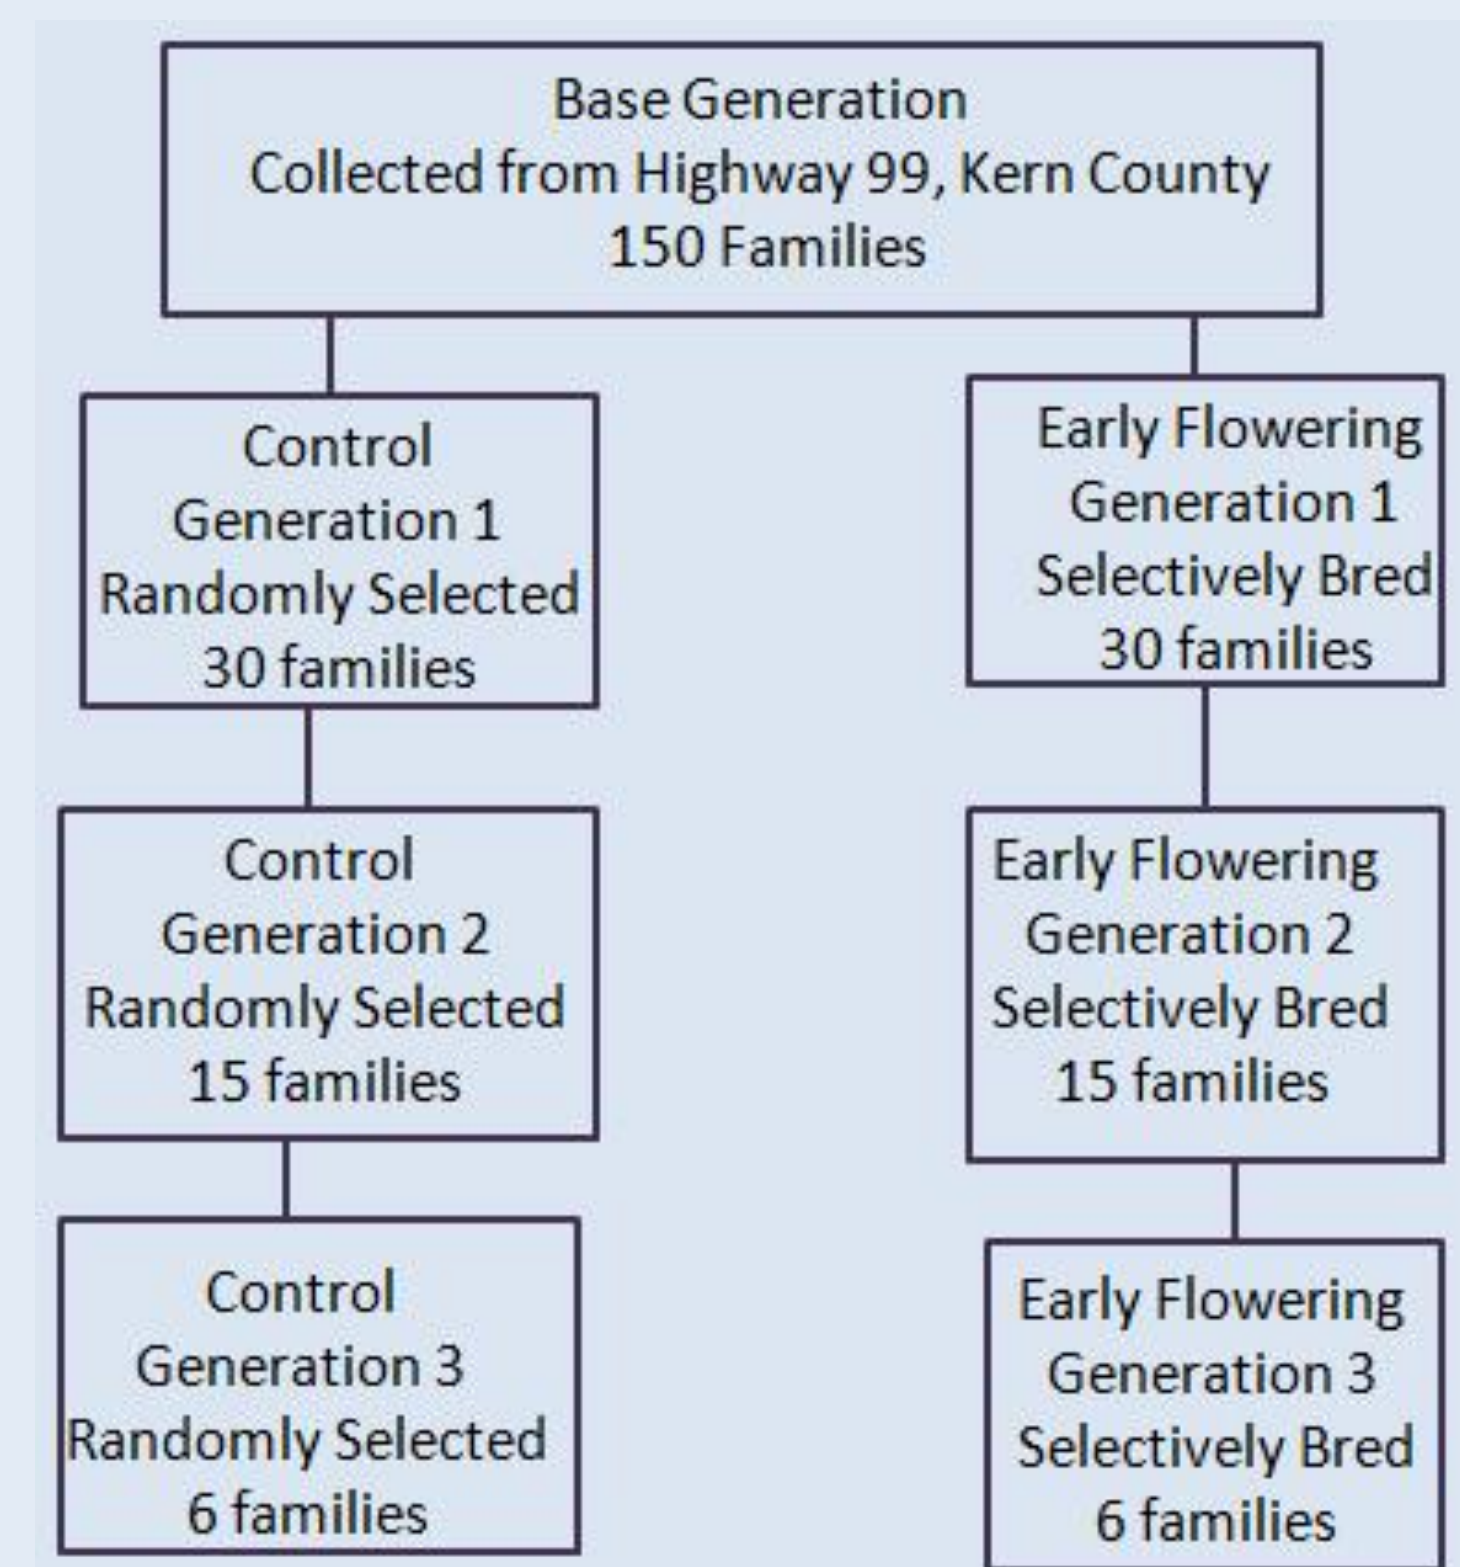 Base Generation
Collected from Highway 99, Kern County
150 Families
Control
Generation 1
Randomly Selected
30 families
Early Flowering
Generation 1
Selectively Bred
30 families
Control
Generation 2
Randomly Selected
15 families
Early Flowering
Generation 2
Selectively Bred
15 families
Control
Generation 3
Randomly Selected
6 families
Early Flowering
Generation 3
Selectively Bred
6 families